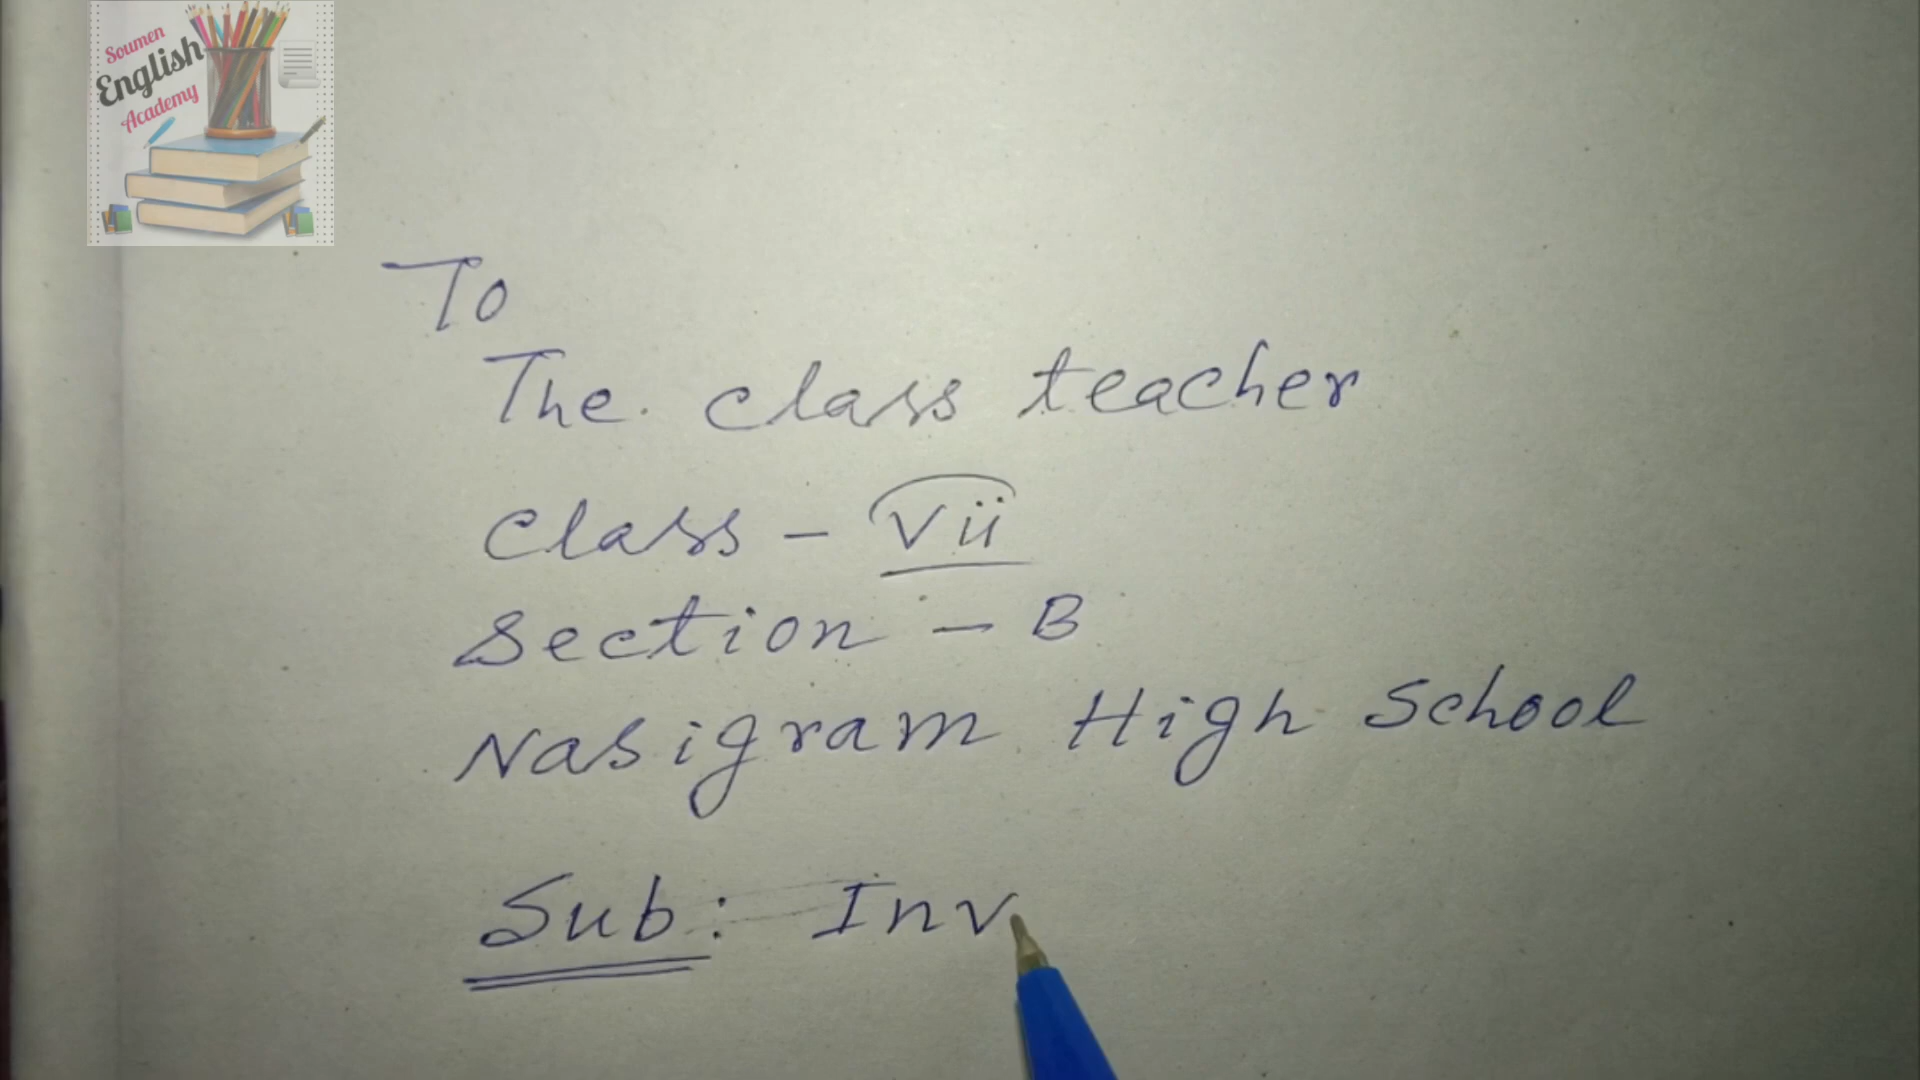 Soumen
English
Academy
To
The class teacher
Class - Vii
Section - B
Nasigram High School
Sub: Inv